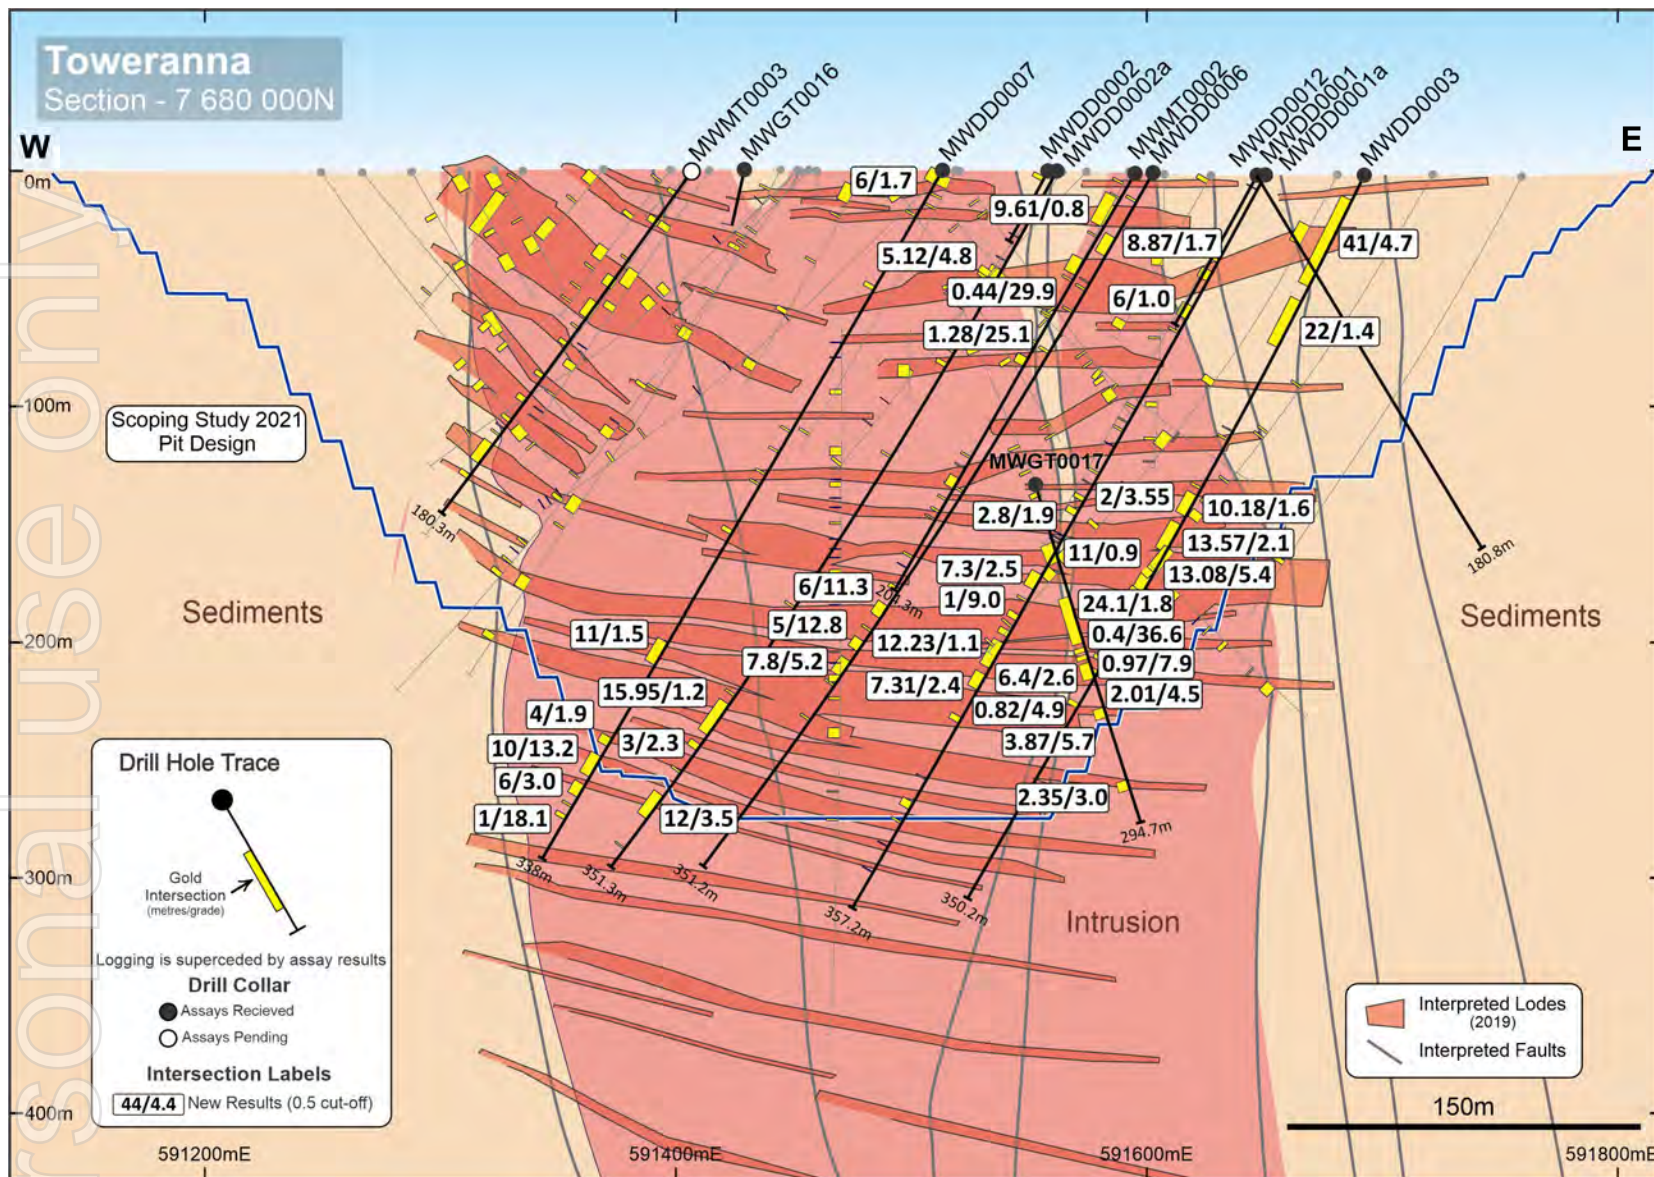 Toweranna
Section - 7 680 000N
W
E
MWMT0003
MWGT0016
MWDD0007
MWDD0002
MWDD0002a
MWMT0002
MWDD0006
MWDD0012
MWDD0001
MWDD0001a
MWDD0003
0m
6/1.7
9.61/0.8
8.87/1.7
41/4.7
5.12/4.8
0.44/29.9
6/1.0
1.28/25.1
22/1.4
100m
Scoping Study 2021
Pit Design
MWGT0017
2/3.55
10.18/1.6
2.8/1.9
180.3m
13.57/2.1
11/0.9
180.8m
7.3/2.5
13.08/5.4
6/11.3
204.3m
1/9.0
24.1/1.8
Sediments
Sediments
5/12.8
11/1.5
0.4/36.6
200m
12.23/1.1
7.8/5.2
0.97/7.9
6.4/2.6
7.31/2.4
15.95/1.2
2.01/4.5
4/1.9
0.82/4.9
3/2.3
3.87/5.7
10/13.2
6/3.0
2.35/3.0
1/18.1
12/3.5
294.7m
338m
351.3m
351.2m
300m
357.2m
350.2m
Intrusion
Drill Hole Trace
Gold
Intersection
(metres/grade)
Logging is superceded by assay results
Drill Collar
Assays Recieved
Assays Pending
Intersection Labels
44/4.4 New Results (0.5 cut-off)
Interpreted Lodes
(2019)
Interpreted Faults
400m
150m
591200mE
591400mE
591600mE
591800mE
rsonal use only